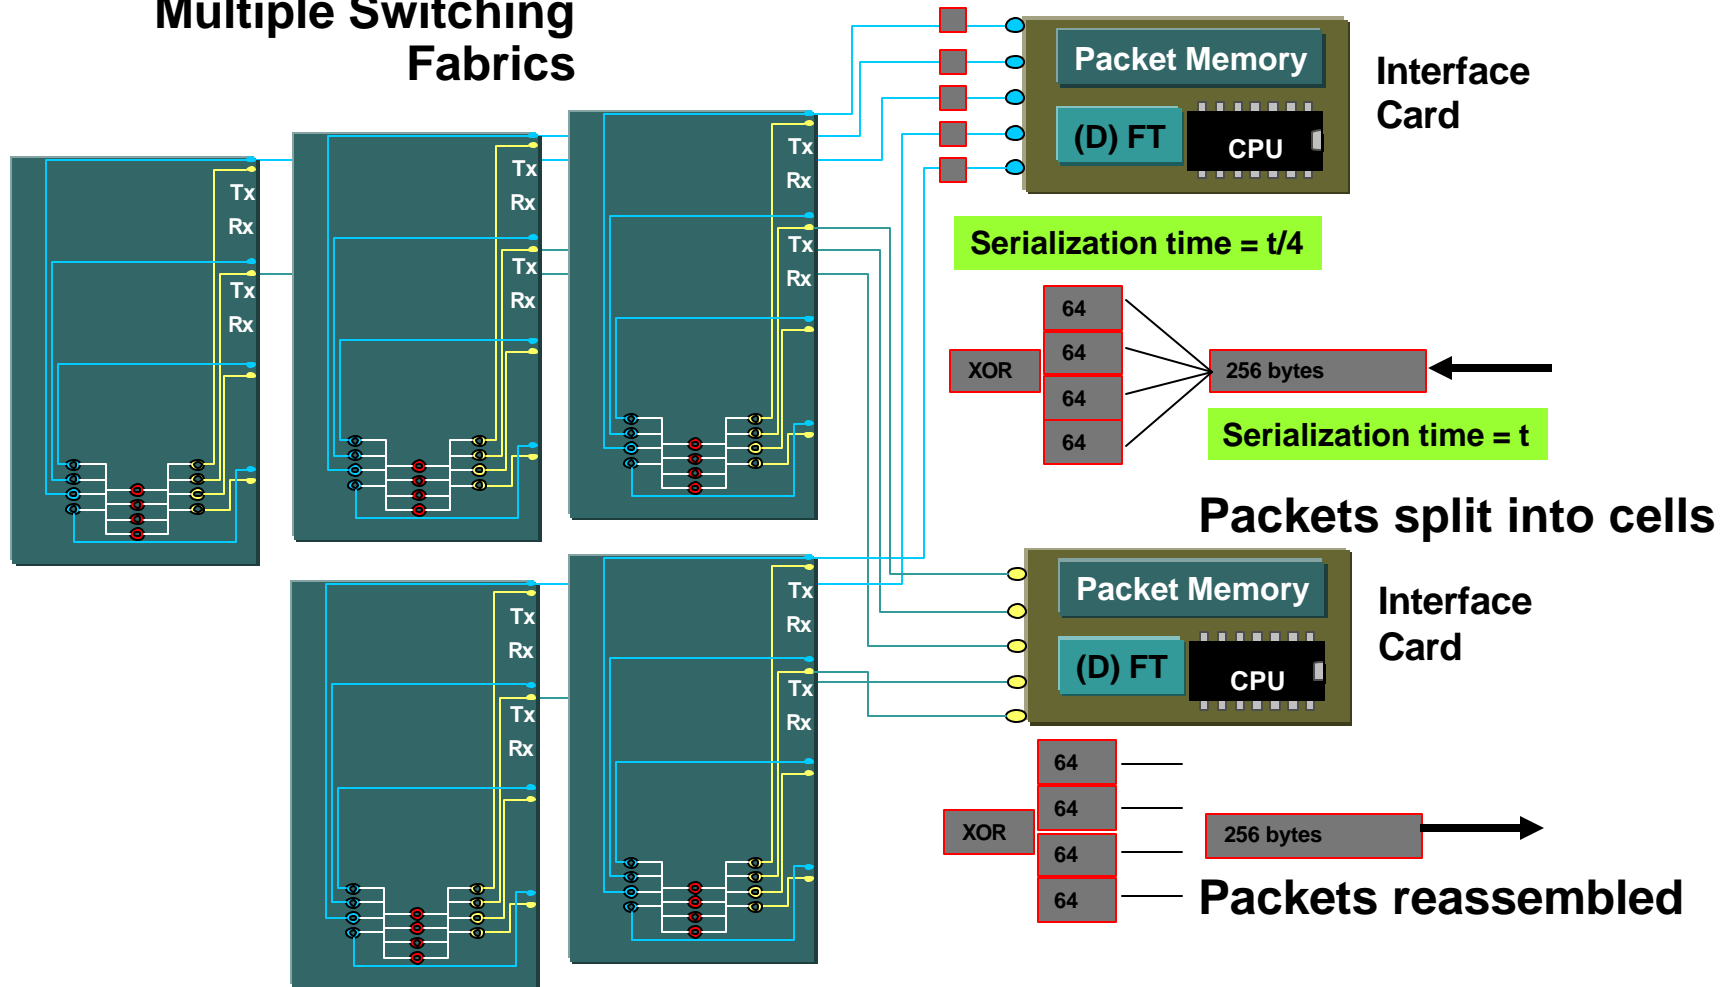 Multiple Switching
Fabrics
Packet Memory
(D) FT
CPU
Interface
Card
Tx
Rx
Tx
Rx
Tx
Rx
Tx
Rx
Tx
Rx
Tx
Rx
Serialization time = t/4
64
64
64
64
XOR
256 bytes
Serialization time = t
Packets split into cells
Tx
Rx
Tx
Rx
Tx
Rx
Tx
Rx
Packet Memory
(D) FT
CPU
Interface
Card
64
64
64
64
XOR
256 bytes
Packets reassembled